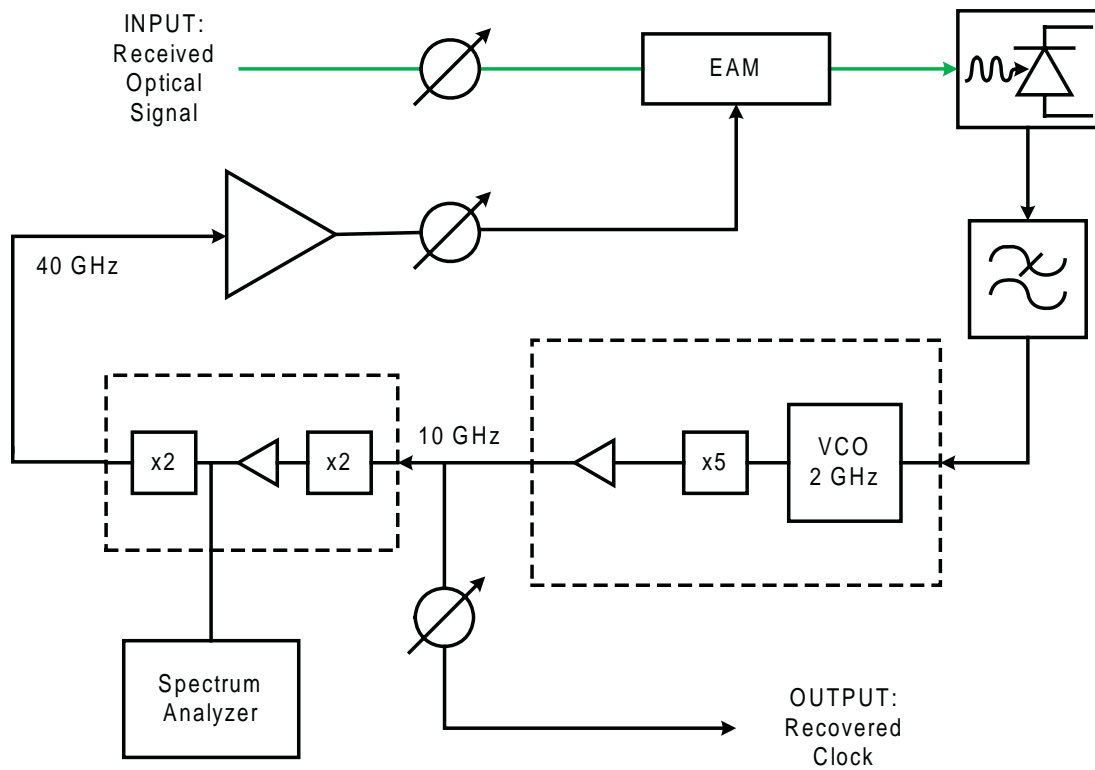 INPUT:
Received
Optical
Signal
EAM
40 GHz
10 GHz
x2
x2
x5
VCO
2 GHz
Spectrum
Analyzer
OUTPUT:
Recovered
Clock